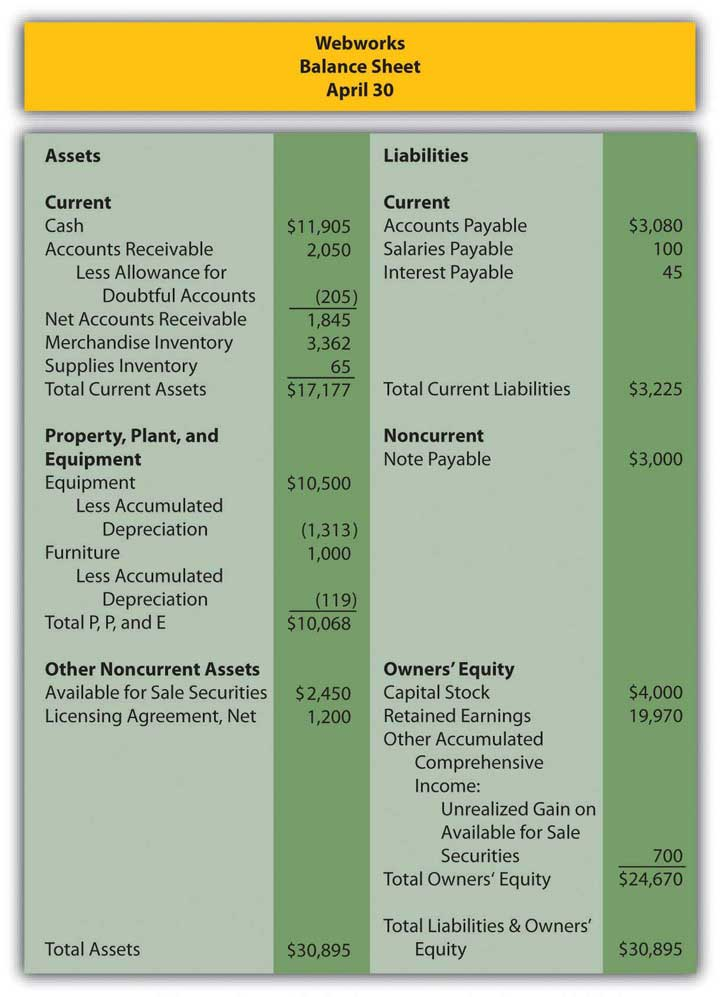 Webworks
Balance Sheet
April 30
Assets
Current
Cash $11,905
Accounts Receivable 2,050
Less Allowance for
Doubtful Accounts (205)
Net Accounts Receivable 1,845
Merchandise Inventory 3,362
Supplies Inventory 65
Total Current Assets $17,177
Property, Plant, and
Equipment
Equipment $10,500
Less Accumulated
Depreciation (1,313)
Furniture 1,000
Less Accumulated
Depreciation (119)
Total P, P, and E $10,068
Other Noncurrent Assets
Available for Sale Securities $2,450
Licensing Agreement, Net 1,200
Total Assets $30,895
Liabilities
Current
Accounts Payable $3,080
Salaries Payable 100
Interest Payable 45
Total Current Liabilities $3,225
Noncurrent
Note Payable $3,000
Owners' Equity
Capital Stock $4,000
Retained Earnings 19,970
Other Accumulated
Comprehensive
Income:
Unrealized Gain on
Available for Sale
Securities 700
Total Owners' Equity $24,670
Total Liabilities & Owners'
Equity $30,895